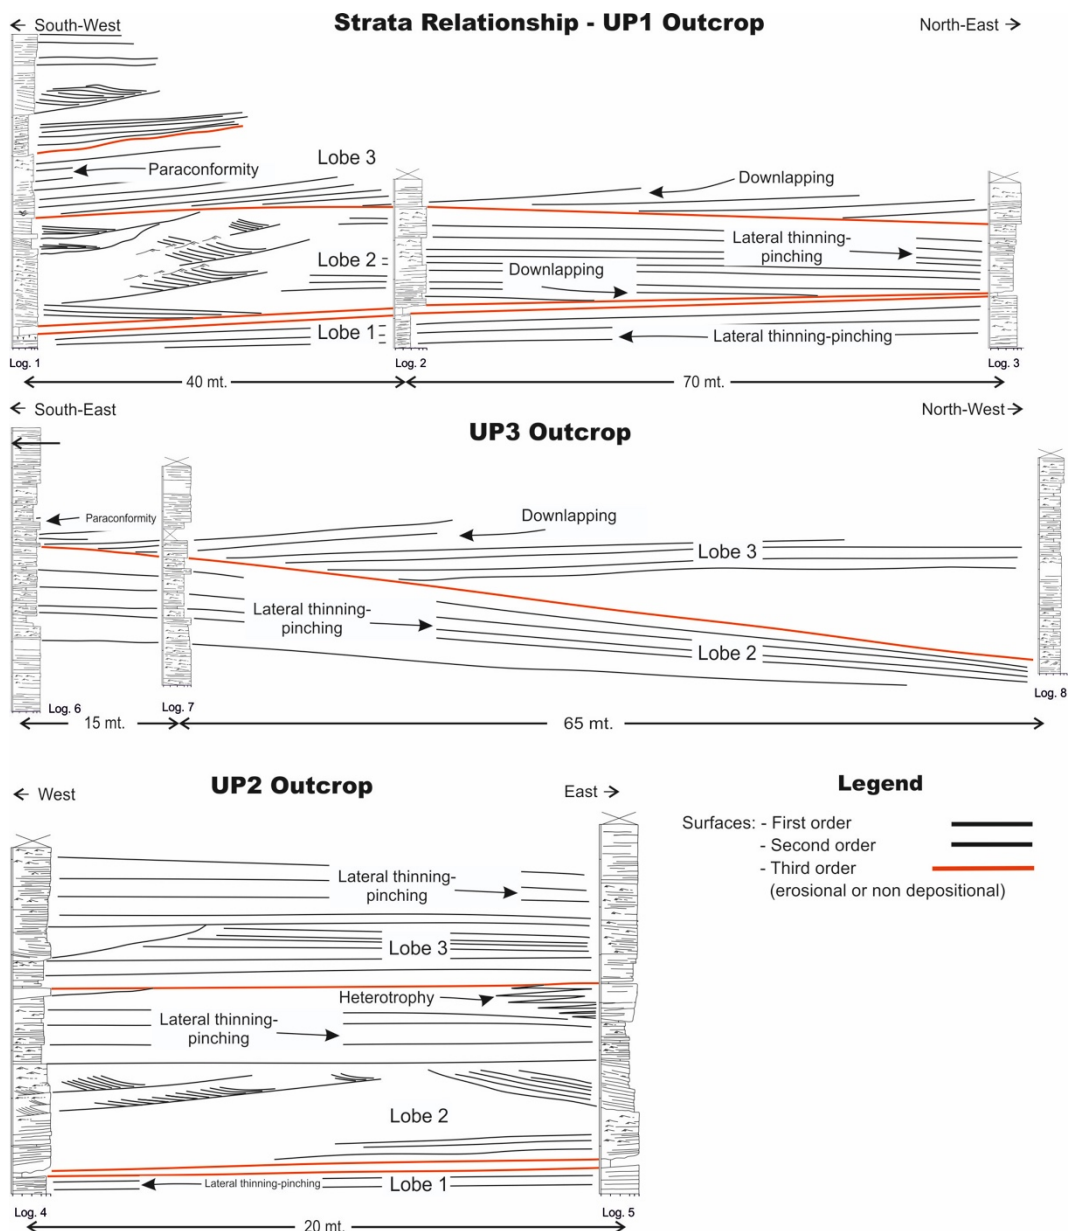 Strata Relationship - UP1 Outcrop
South-West
North-East
Lobe 3
Paraconformity
Downlapping
Lateral thinning-
pinching
Lobe 2
Downlapping
Lobe 1
Lateral thinning-pinching
Log. 1
Log. 2
Log. 3
40 mt.
70 mt.
South-East
North-West
UP3 Outcrop
Paraconformity
Downlapping
Lobe 3
Lateral thinning-
pinching
Lobe 2
Log. 6
Log. 7
Log. 8
15 mt.
65 mt.
UP2 Outcrop
West
East
Legend
Surfaces: - First order
- Second order
- Third order
(erosional or non depositional)
Lateral thinning-
pinching
Lobe 3
Heterotrophy
Lateral thinning-
pinching
Lobe 2
Lateral thinning-pinching
Lobe 1
Log. 4
Log. 5
20 mt.